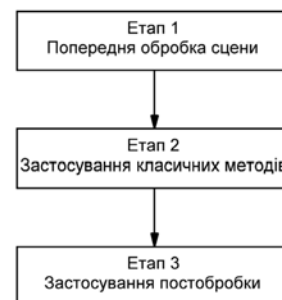 Етап 1
Попередня обробка сцени
Етап 2
Застосування класичних методів
Етап 3
Застосування постобробки